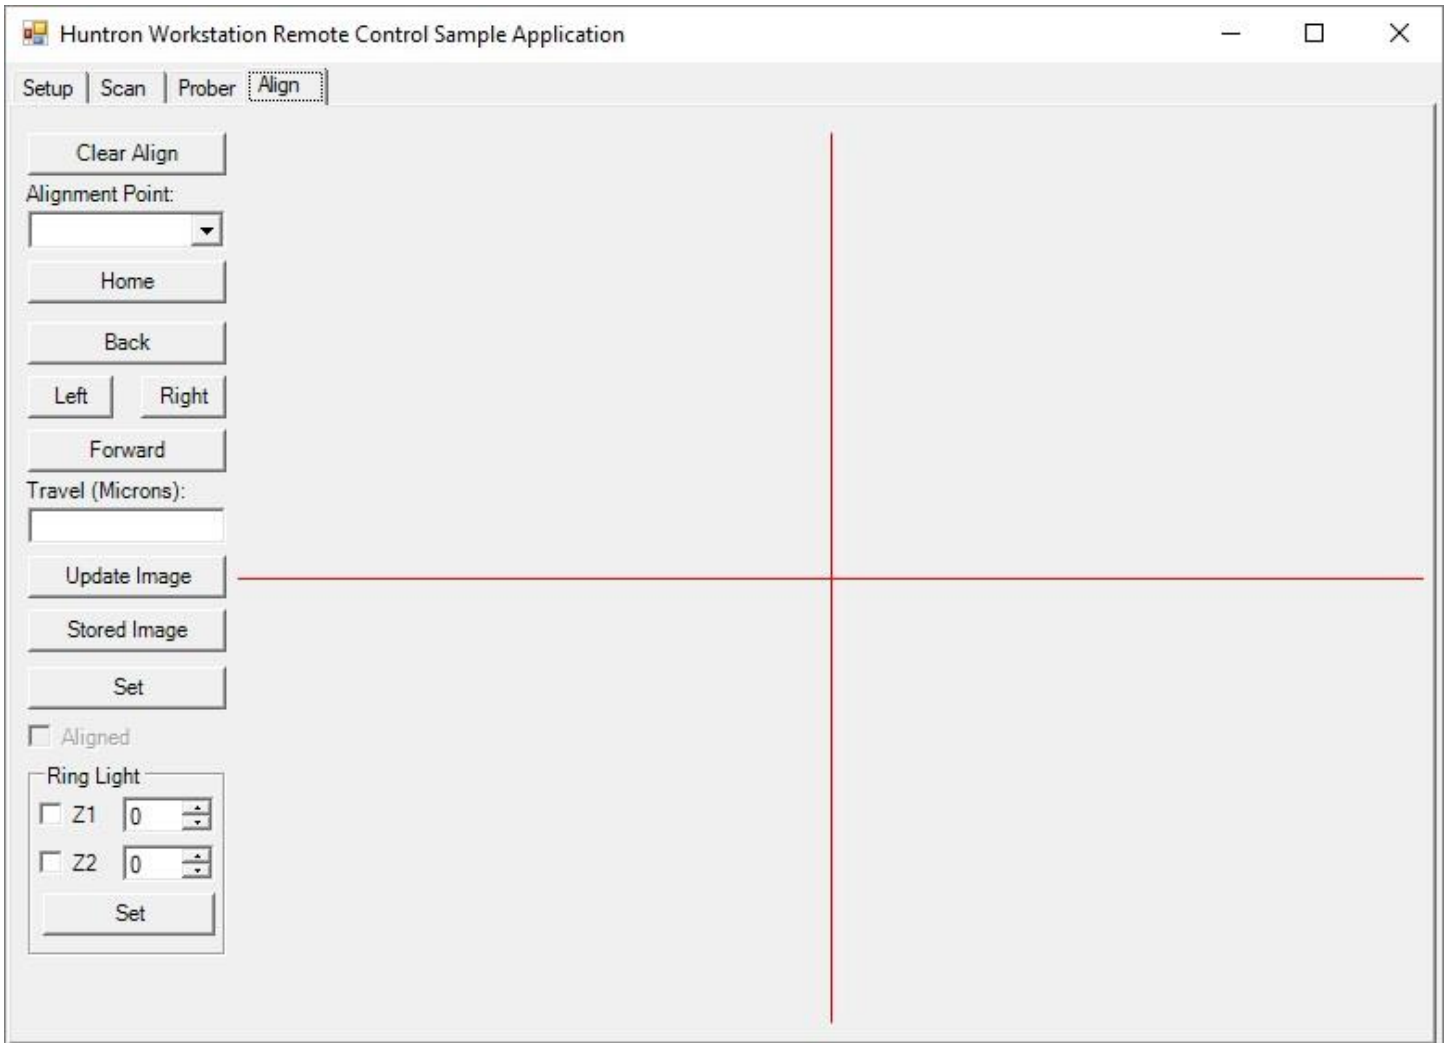 Huntron Workstation Remote Control Sample Application
Setup Scan Prober Align
Clear Align
Alignment Point:
Home
Back
Left Right
Forward
Travel (Microns):
Update Image
Stored Image
Set
Aligned
Ring Light
Z1 0
Z2 0
Set